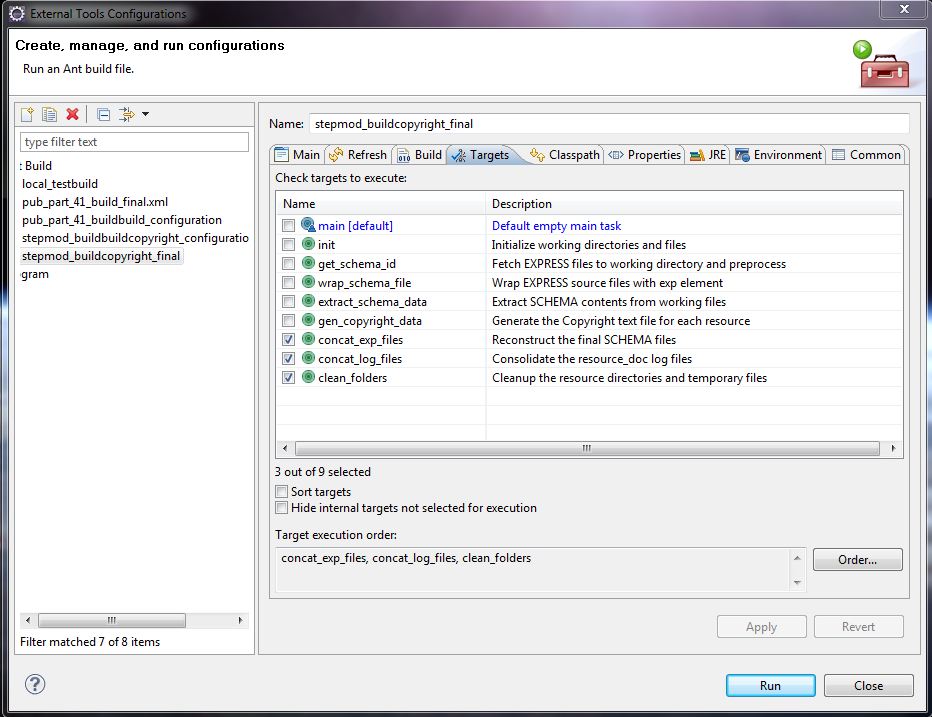 External Tools Configurations
Create, manage, and run configurations
Run an Ant build file.
type filter text
: Build
local_testbuild
pub_part_41_build_final.xml
pub_part_41_buildbuild_configuration
stepmod_buildbuildcopyright_configuratio
stepmod_buildcopyright_final
gram
Filter matched 7 of 8 items
Name: stepmod_buildcopyright_final
Main Refresh Build Targets Classpath Properties JRE Environment Common
Check targets to execute:
Name Description
main [default] Default empty main task
init Initialize working directories and files
get_schema_id Fetch EXPRESS files to working directory and preprocess
wrap_schema_file Wrap EXPRESS source files with exp element
extract_schema_data Extract SCHEMA contents from working files
gen_copyright_data Generate the Copyright text file for each resource
concat_exp_files Reconstruct the final SCHEMA files
concat_log_files Consolidate the resource_doc log files
clean_folders Cleanup the resource directories and temporary files
3 out of 9 selected
Sort targets
Hide internal targets not selected for execution
Target execution order:
concat_exp_files, concat_log_files, clean_folders
Order...
Apply Revert
Run Close